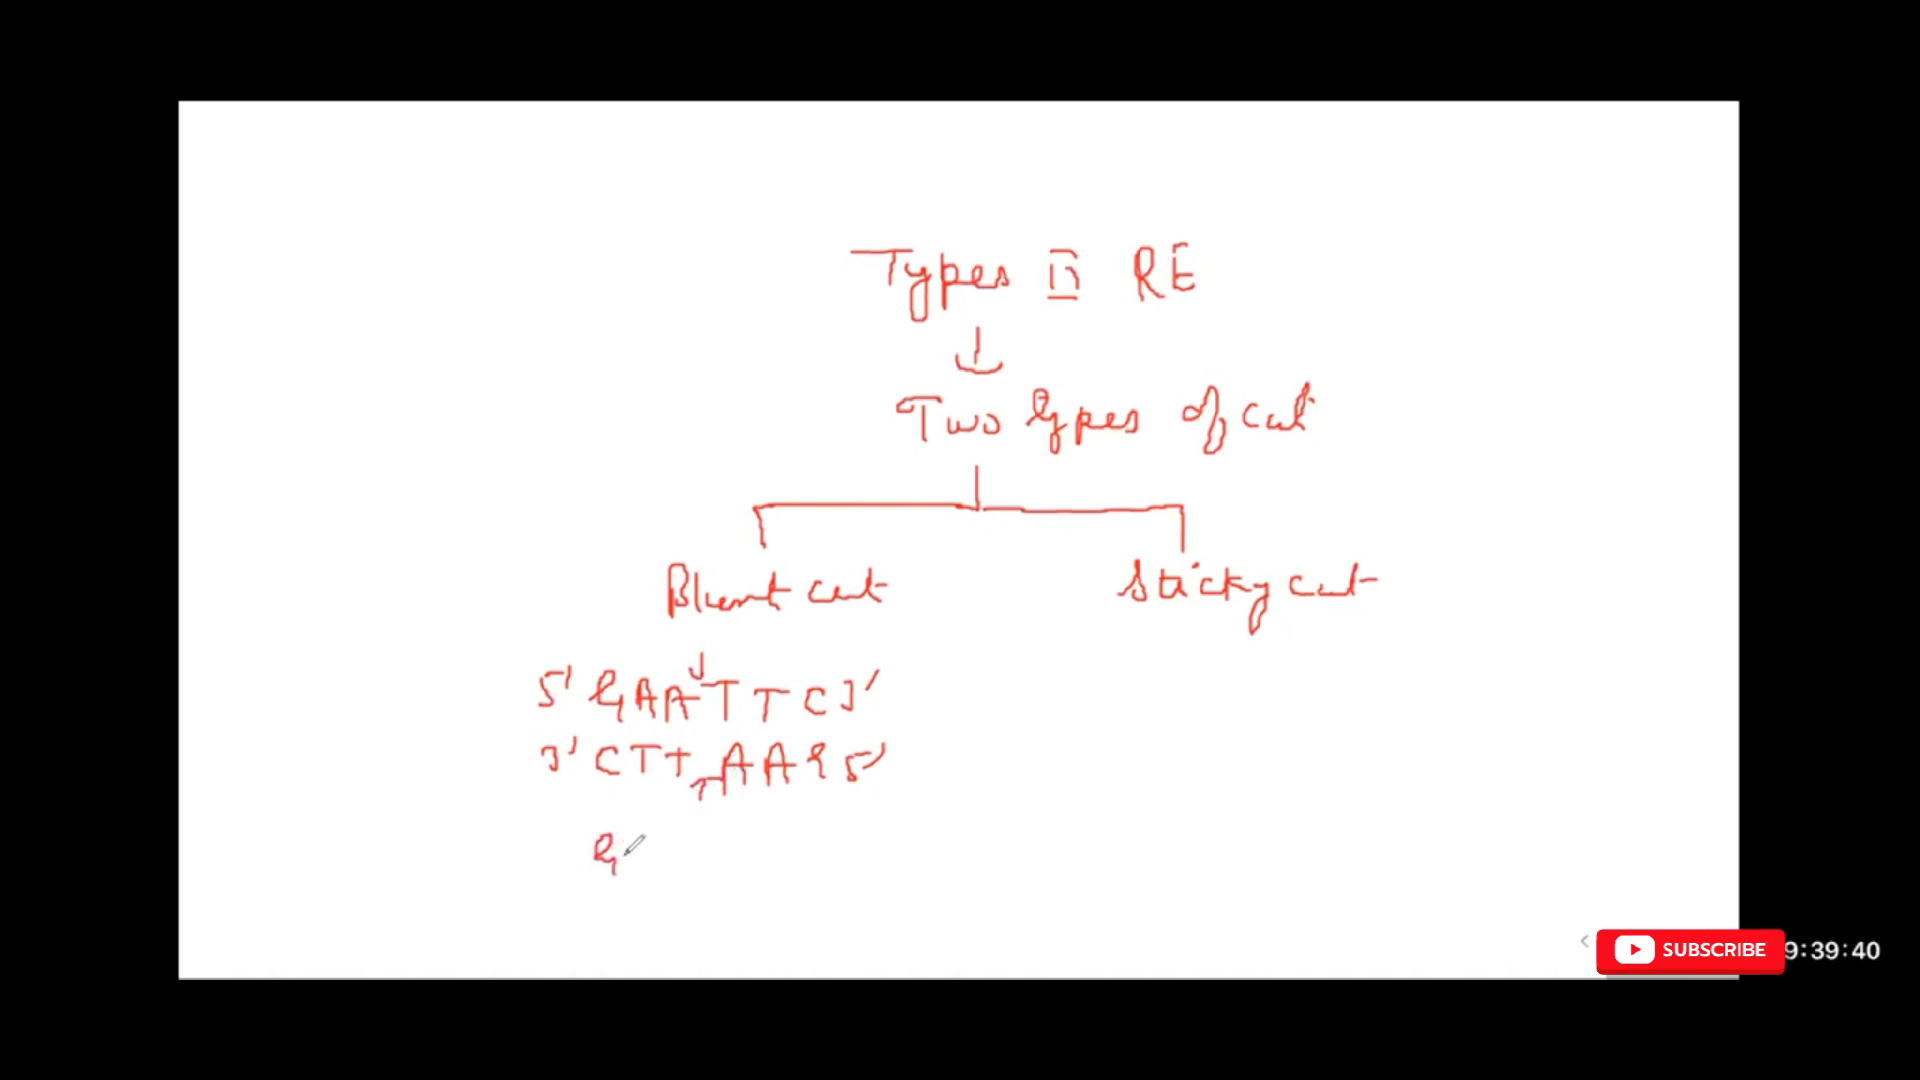 Types II RE
Two types of cut
Blunt cut
Sticky cut
5' GAATTC 3'
3' CTTAAG 5'
G
SUBSCRIBE
9:39:40